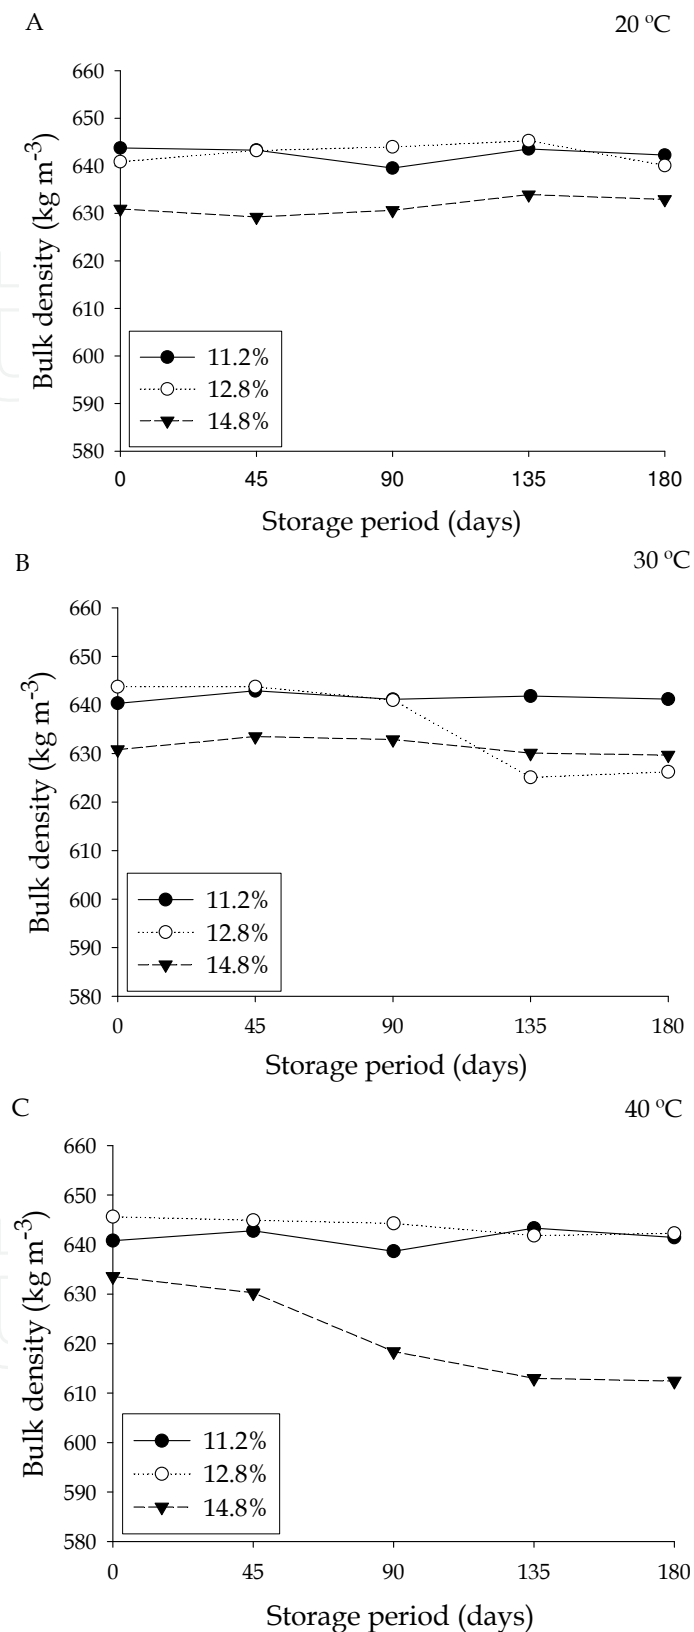 A
20 ºC
660
650
640
630
620
610
600
590
580
Bulk density (kg m-3)
11.2%
12.8%
14.8%
0 45 90 135 180
Storage period (days)
B
30 ºC
660
650
640
630
620
610
600
590
580
Bulk density (kg m-3)
11.2%
12.8%
14.8%
0 45 90 135 180
Storage period (days)
C
40 ºC
660
650
640
630
620
610
600
590
580
Bulk density (kg m-3)
11.2%
12.8%
14.8%
0 45 90 135 180
Storage period (days)